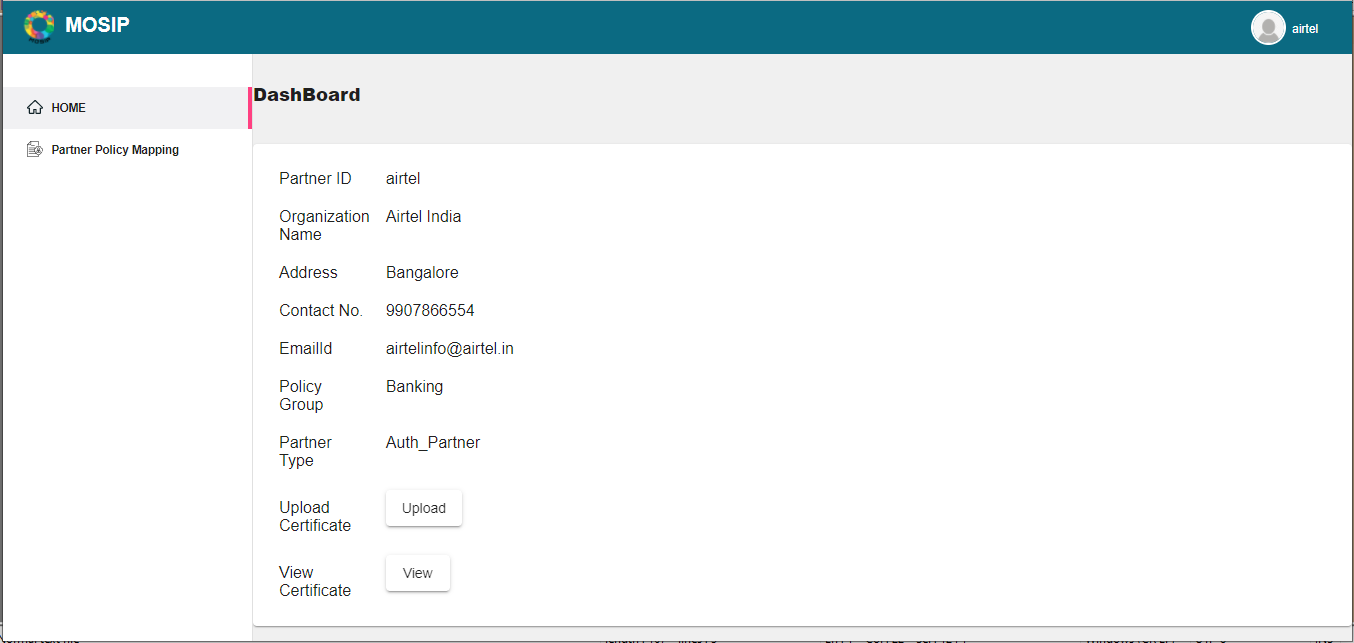 MOSIP
airtel
HOME
Partner Policy Mapping
DashBoard
Partner ID airtel
Organization Airtel India
Name
Address Bangalore
Contact No. 9907866554
EmailId airtelinfo@airtel.in
Policy Banking
Group
Partner Auth_Partner
Type
Upload Upload
Certificate
View View
Certificate